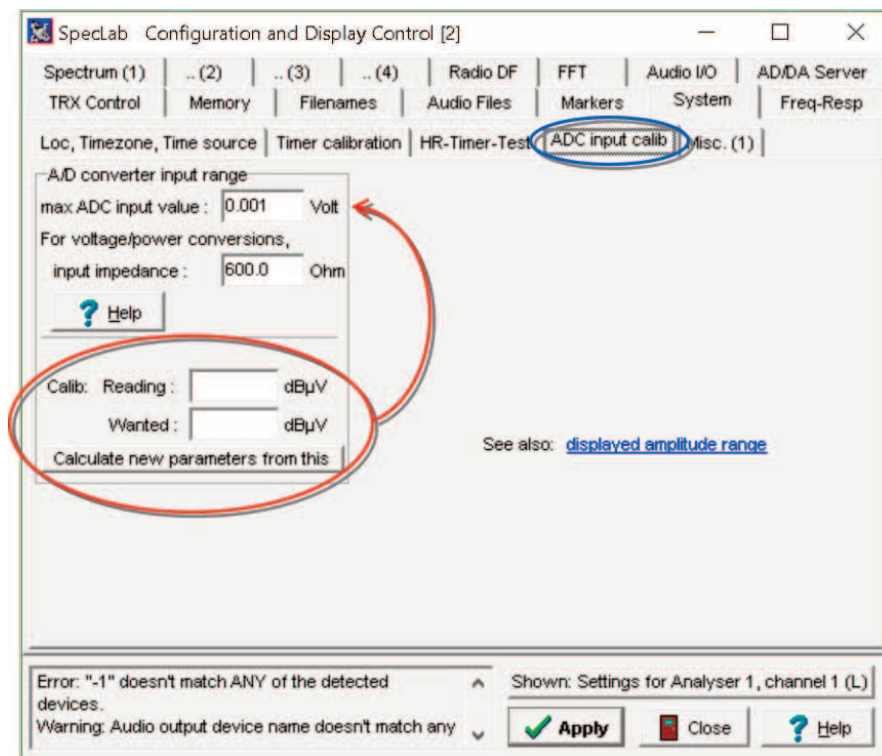 SpecLab Configuration and Display Control [2]
Spectrum (1) .. (2) .. (3) .. (4) Radio DF FFT Audio I/O AD/DA Server
TRX Control Memory Filenames Audio Files Markers System Freq-Resp
Loc, Timezone, Time source Timer calibration HR-Timer-Test ADC input calib Misc. (1)
A/D converter input range
max ADC input value : 0.001 Volt
For voltage/power conversions,
input impedance : 600.0 Ohm
? Help
Calib: Reading : dBµV
Wanted : dBµV
Calculate new parameters from this
See also: displayed amplitude range
Error: "-1" doesn't match ANY of the detected
devices.
Warning: Audio output device name doesn't match any
Shown: Settings for Analyser 1, channel 1 (L)
Apply Close ? Help